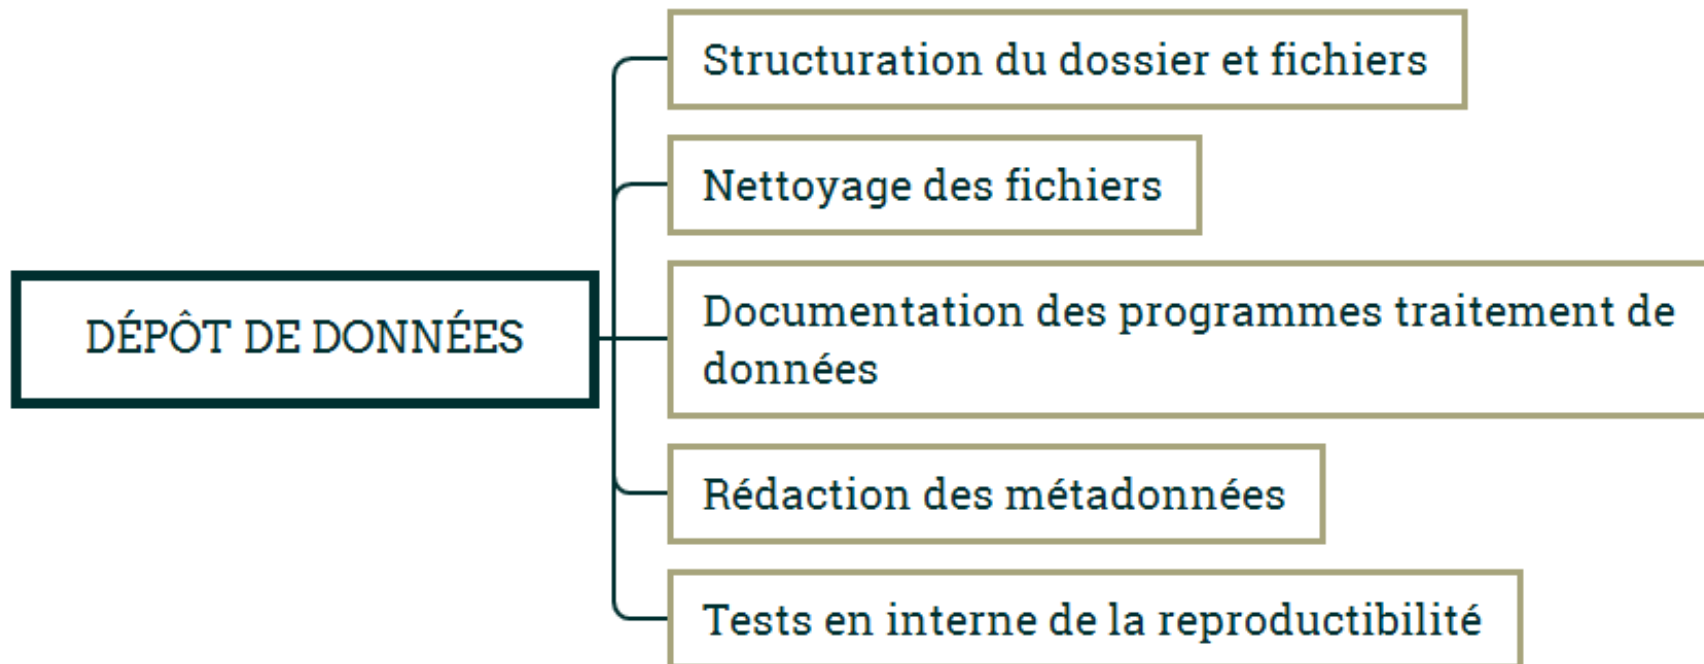 Structuration du dossier et fichiers
Nettoyage des fichiers
DÉPÔT DE DONNÉES
Documentation des programmes traitement de
données
Rédaction des métadonnées
Tests en interne de la reproductibilité